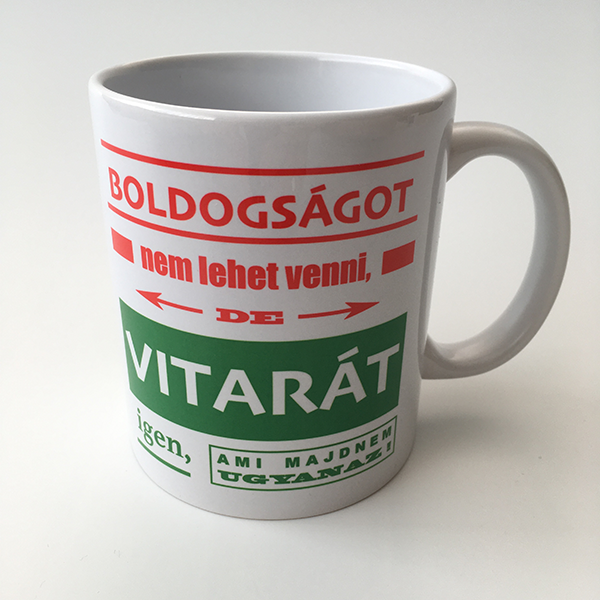 BOLDOGSÁGOT
nem lehet venni,
DE
VITARÁT
igen,
AMI MAJDNEM
UGYANAZ!